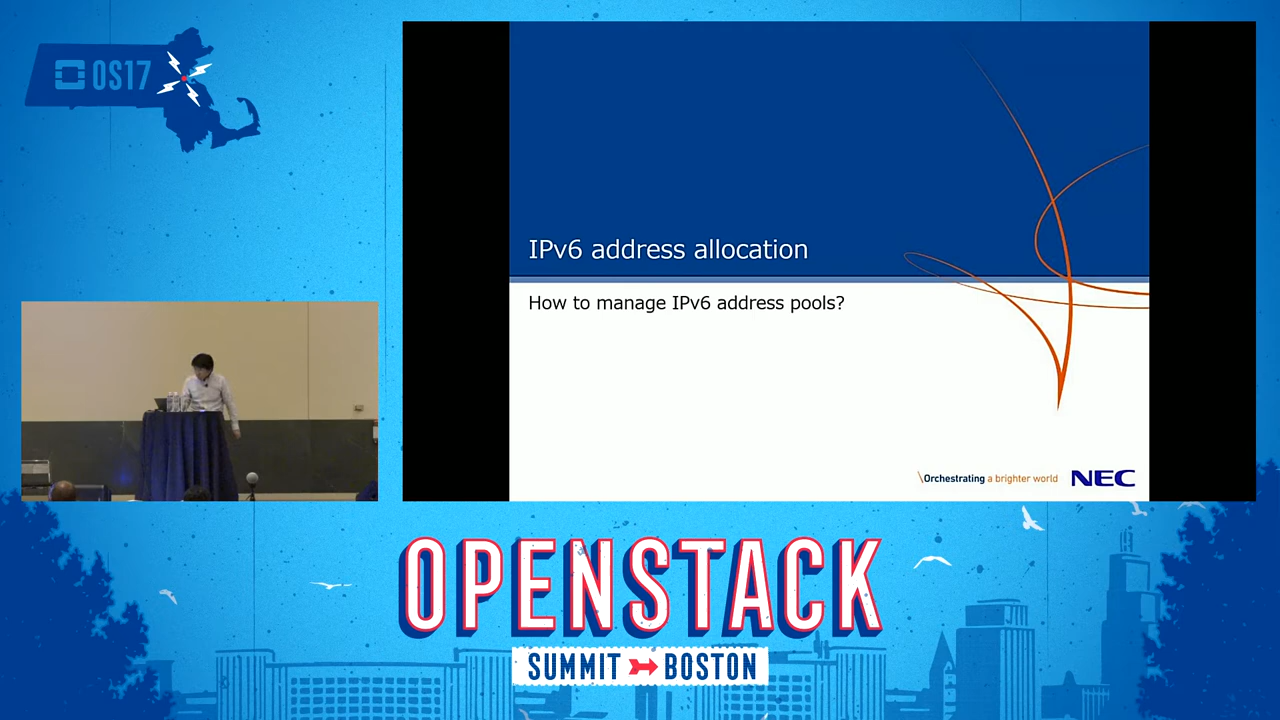 OS17
IPv6 address allocation
How to manage IPv6 address pools?
\Orchestrating a brighter world NEC
OPENSTACK
SUMMIT BOSTON